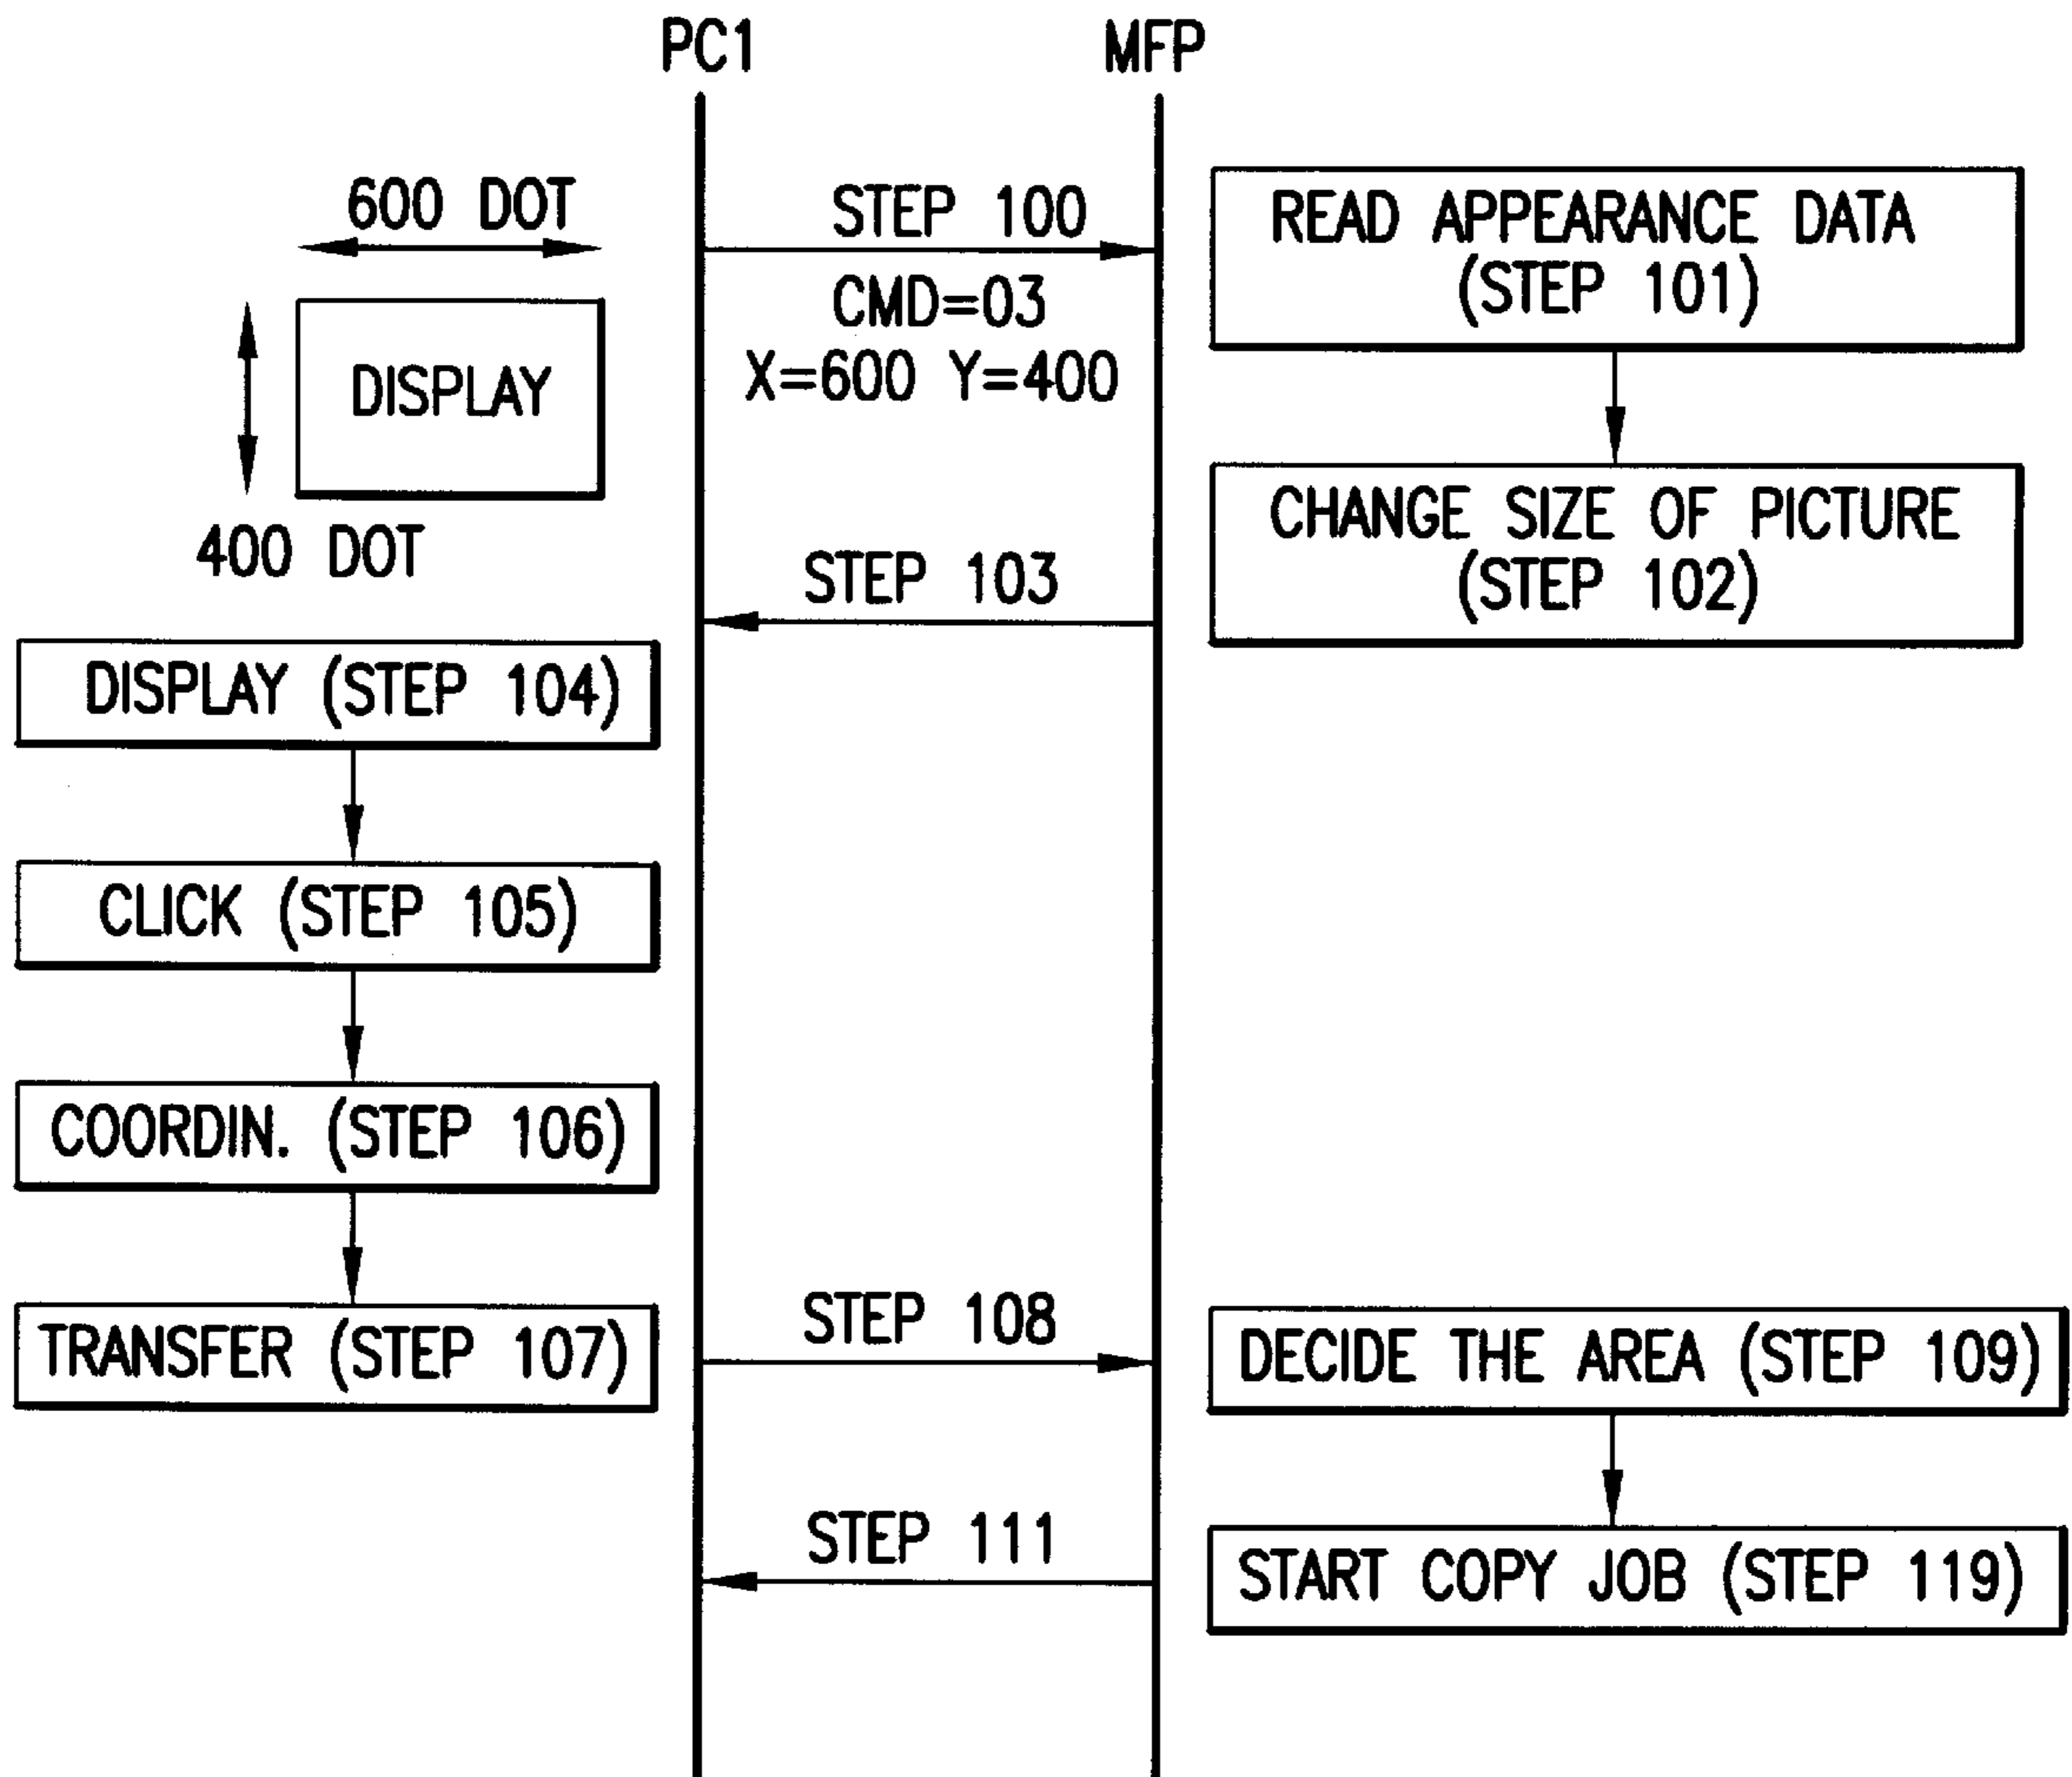 PC1
MFP
600 DOT
STEP 100
READ APPEARANCE DATA
(STEP 101)
CMD=03
X=600 Y=400
DISPLAY
400 DOT
CHANGE SIZE OF PICTURE
(STEP 102)
STEP 103
DISPLAY (STEP 104)
CLICK (STEP 105)
COORDIN. (STEP 106)
TRANSFER (STEP 107)
STEP 108
DECIDE THE AREA (STEP 109)
STEP 111
START COPY JOB (STEP 119)